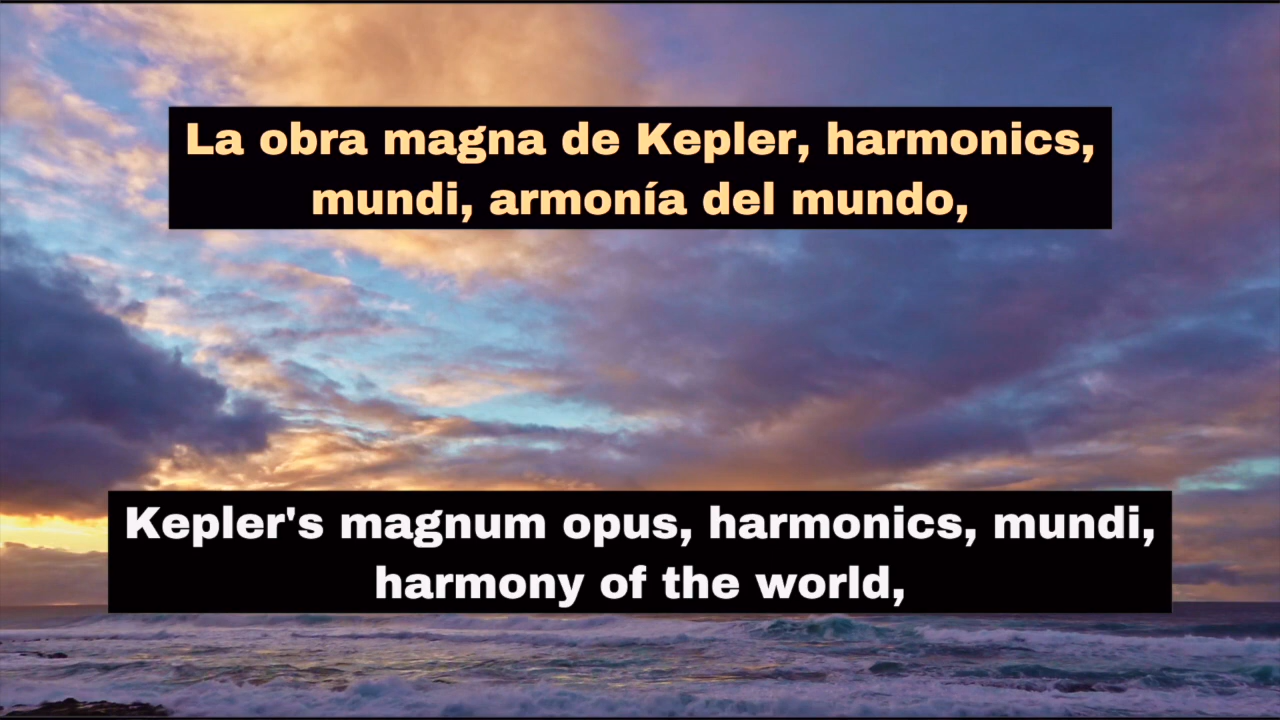 La obra magna de Kepler, harmonics,
mundi, armonía del mundo,
Kepler's magnum opus, harmonics, mundi,
harmony of the world,